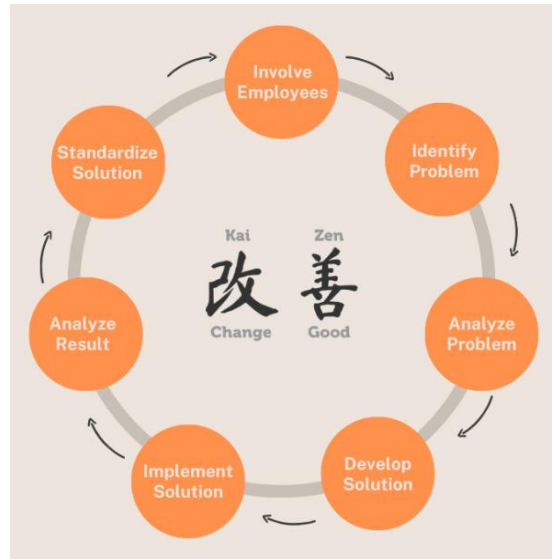 Involve
Employees
Identify
Problem
Analyze
Problem
Develop
Solution
Implement
Solution
Analyze
Result
Standardize
Solution
Kai Zen
改善
Change Good